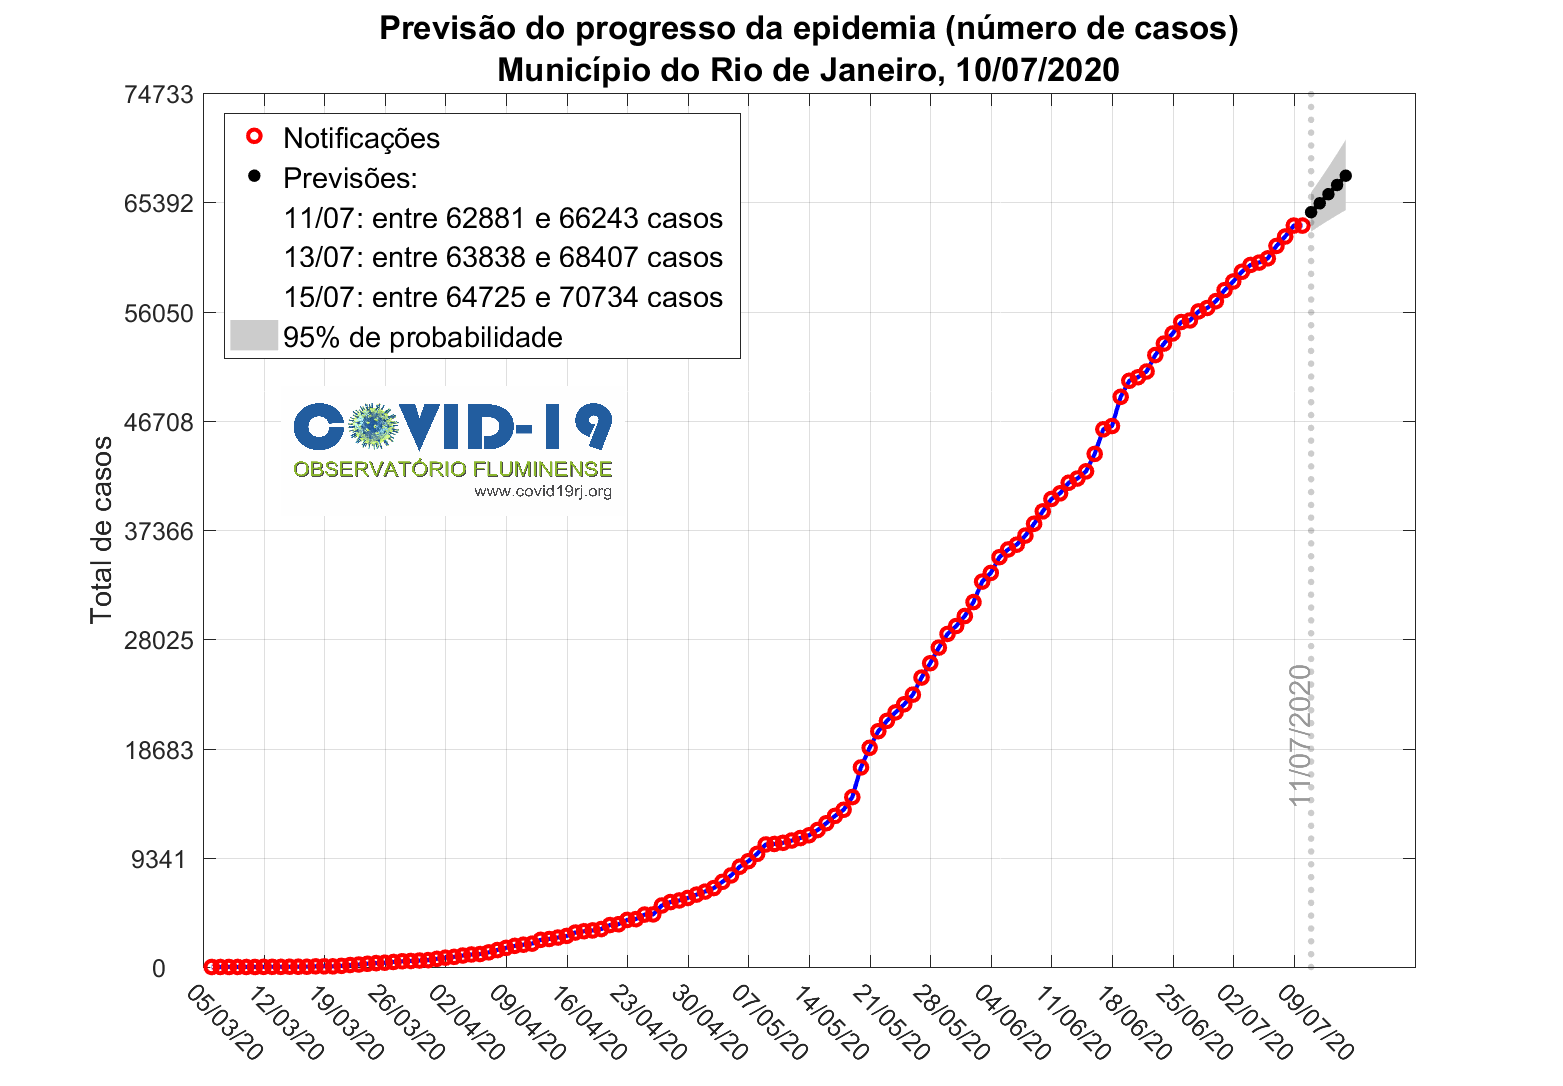 Previsão do progresso da epidemia (número de casos)
Município do Rio de Janeiro, 10/07/2020
74733
65392
56050
46708
37366
28025
18683
9341
0
Total de casos
Notificações
Previsões:
11/07: entre 62881 e 66243 casos
13/07: entre 63838 e 68407 casos
15/07: entre 64725 e 70734 casos
95% de probabilidade
COVID-19
OBSERVATÓRIO FLUMINENSE
www.covid19rj.org
11/07/2020
05/03/20
12/03/20
19/03/20
26/03/20
02/04/20
09/04/20
16/04/20
23/04/20
30/04/20
07/05/20
14/05/20
21/05/20
28/05/20
04/06/20
11/06/20
18/06/20
25/06/20
02/07/20
09/07/20